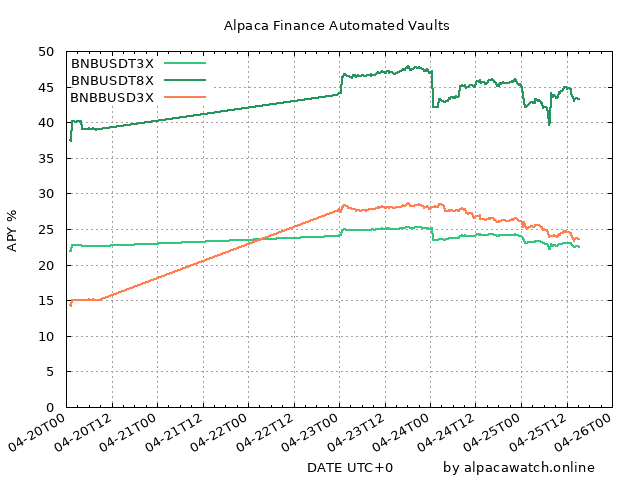 Alpaca Finance Automated Vaults
BNBUSDT3X
BNBUSDT8X
BNBBUSD3X
50
45
40
35
30
25
20
15
10
5
0
APY %
04-20T00
04-20T12
04-21T00
04-21T12
04-22T00
04-22T12
04-23T00
04-23T12
04-24T00
04-24T12
04-25T00
04-25T12
04-26T00
DATE UTC+0
by alpacawatch.online